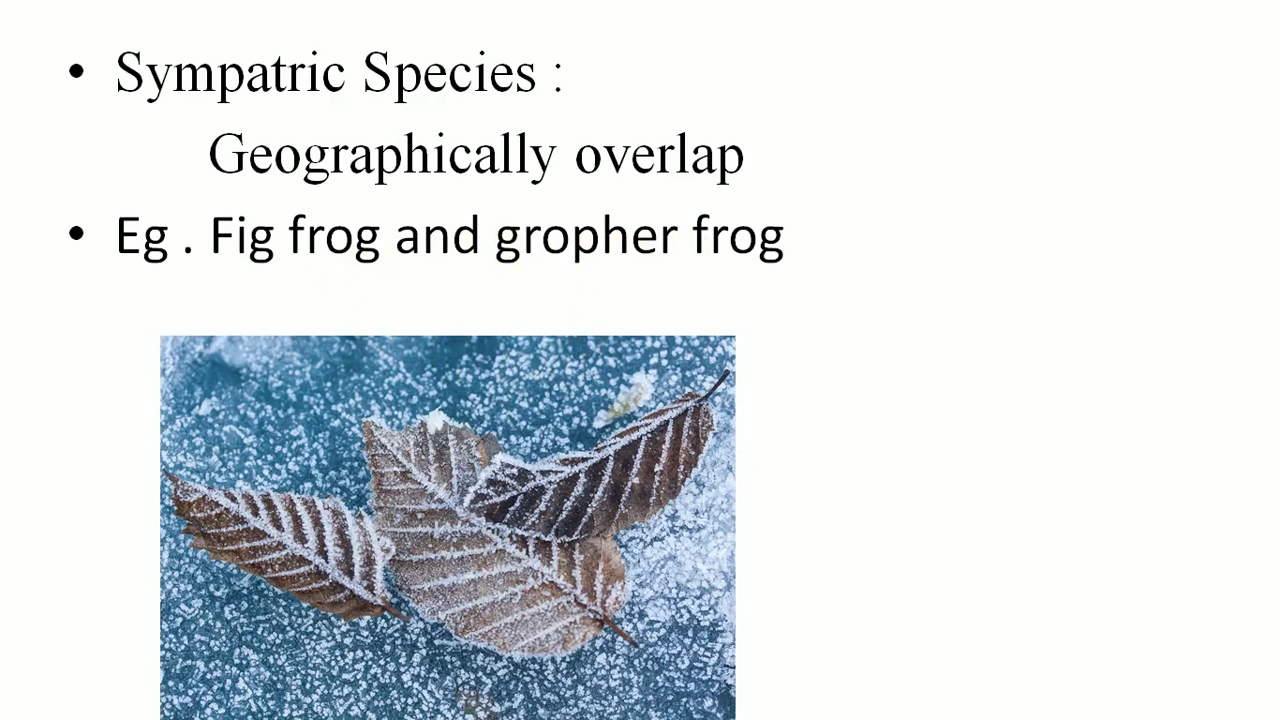 • Sympatric Species :
Geographically overlap
• Eg . Fig frog and gropher frog